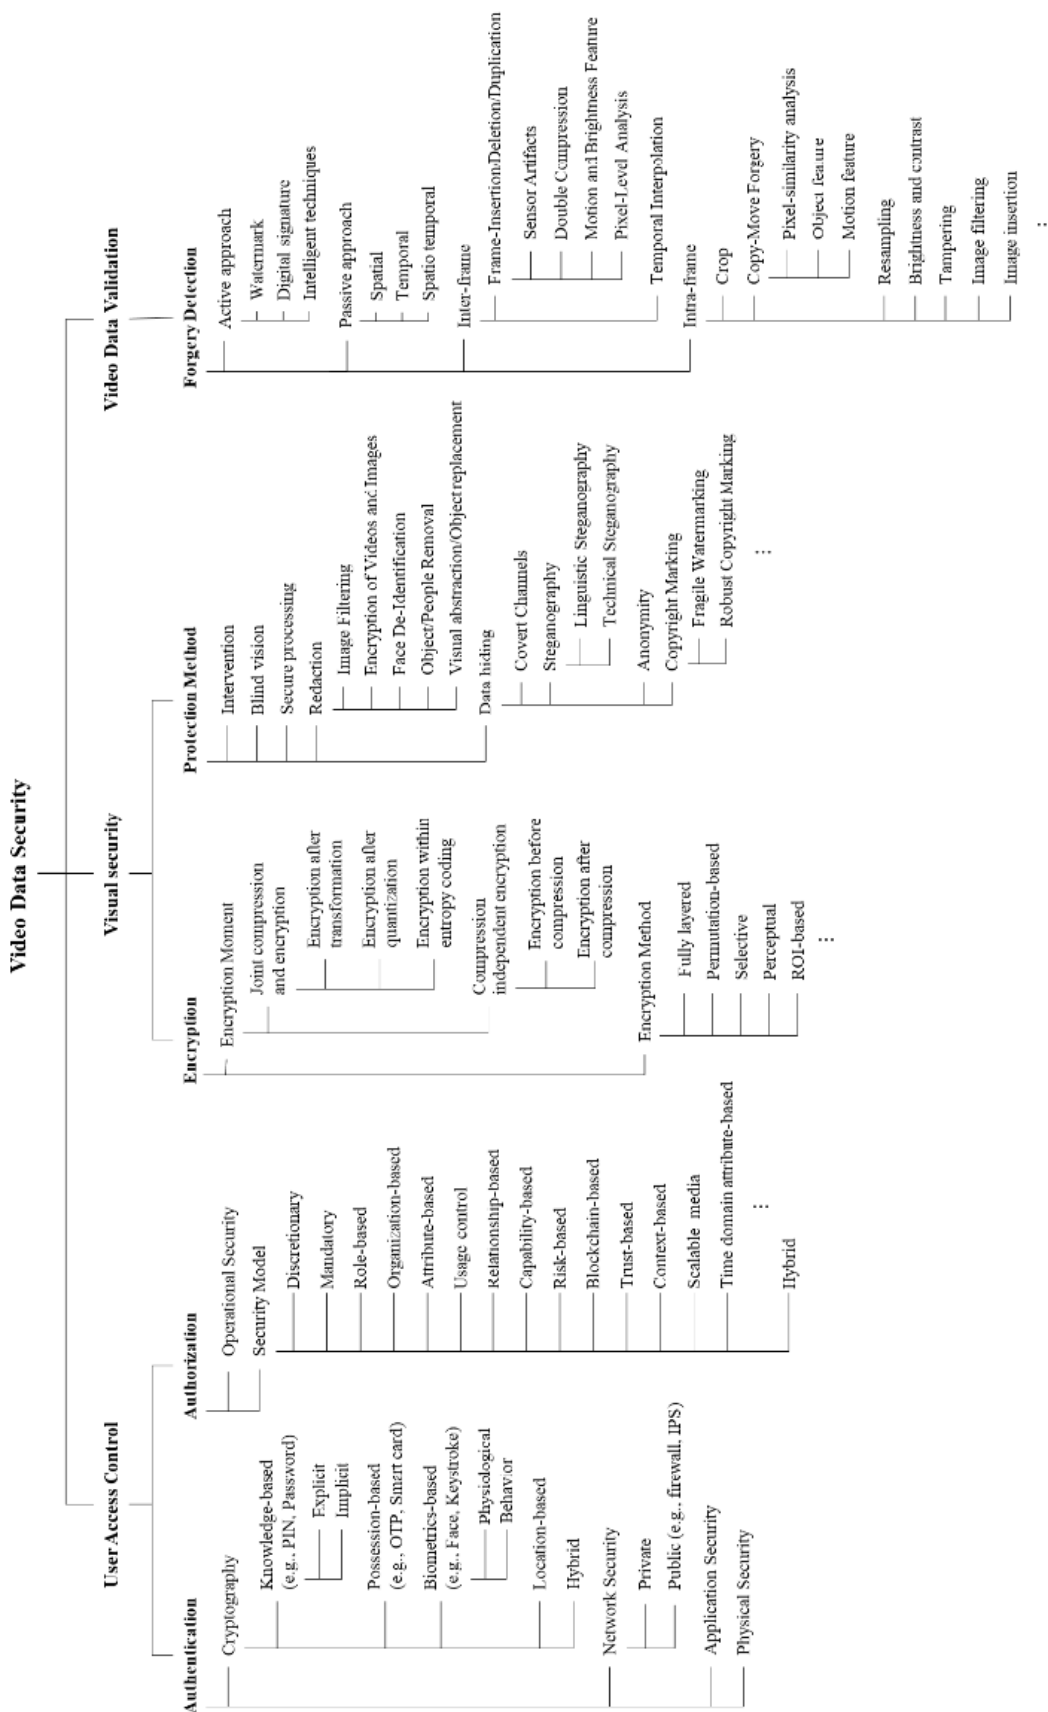 Video Data Security
User Access Control
Authentication
Cryptography
Knowledge-based
(e.g., PIN, Password)
Explicit
Implicit
Possession-based
(e.g., OTP, Smart card)
Biometrics-based
(e.g., Face, Keystroke)
Physiological
Behavior
Location-based
Hybrid
Network Security
Private
Public (e.g., firewall, IPS)
Application Security
Physical Security
Authorization
Operational Security
Security Model
Discretionary
Mandatory
Role-based
Organization-based
Attribute-based
Usage control
Relationship-based
Capability-based
Risk-based
Blockchain-based
Trust-based
Context-based
Scalable media
Time domain attribute-based
...
Hybrid
Visual security
Encryption
Encryption Moment
Joint compression
and encryption
Encryption after
transformation
Encryption after
quantization
Encryption within
entropy coding
Compression
independent encryption
Encryption before
compression
Encryption after
compression
Encryption Method
Fully layered
Permutation-based
Selective
Perceptual
ROI-based
...
Protection Method
Intervention
Blind vision
Secure processing
Redaction
Image Filtering
Encryption of Videos and Images
Face De-Identification
Object/People Removal
Visual abstraction/Object replacement
Data hiding
Covert Channels
Steganography
Linguistic Steganography
Technical Steganography
Anonymity
Copyright Marking
Fragile Watermarking
Robust Copyright Marking
...
Video Data Validation
Forgery Detection
Active approach
Watermark
Digital signature
Intelligent techniques
Passive approach
Spatial
Temporal
Spatio temporal
Inter-frame
Frame-Insertion/Deletion/Duplication
Sensor Artifacts
Double Compression
Motion and Brightness Feature
Pixel-Level Analysis
Temporal Interpolation
Intra-frame
Crop
Copy-Move Forgery
Pixel-similarity analysis
Object feature
Motion feature
Resampling
Brightness and contrast
Tampering
Image filtering
Image insertion
...